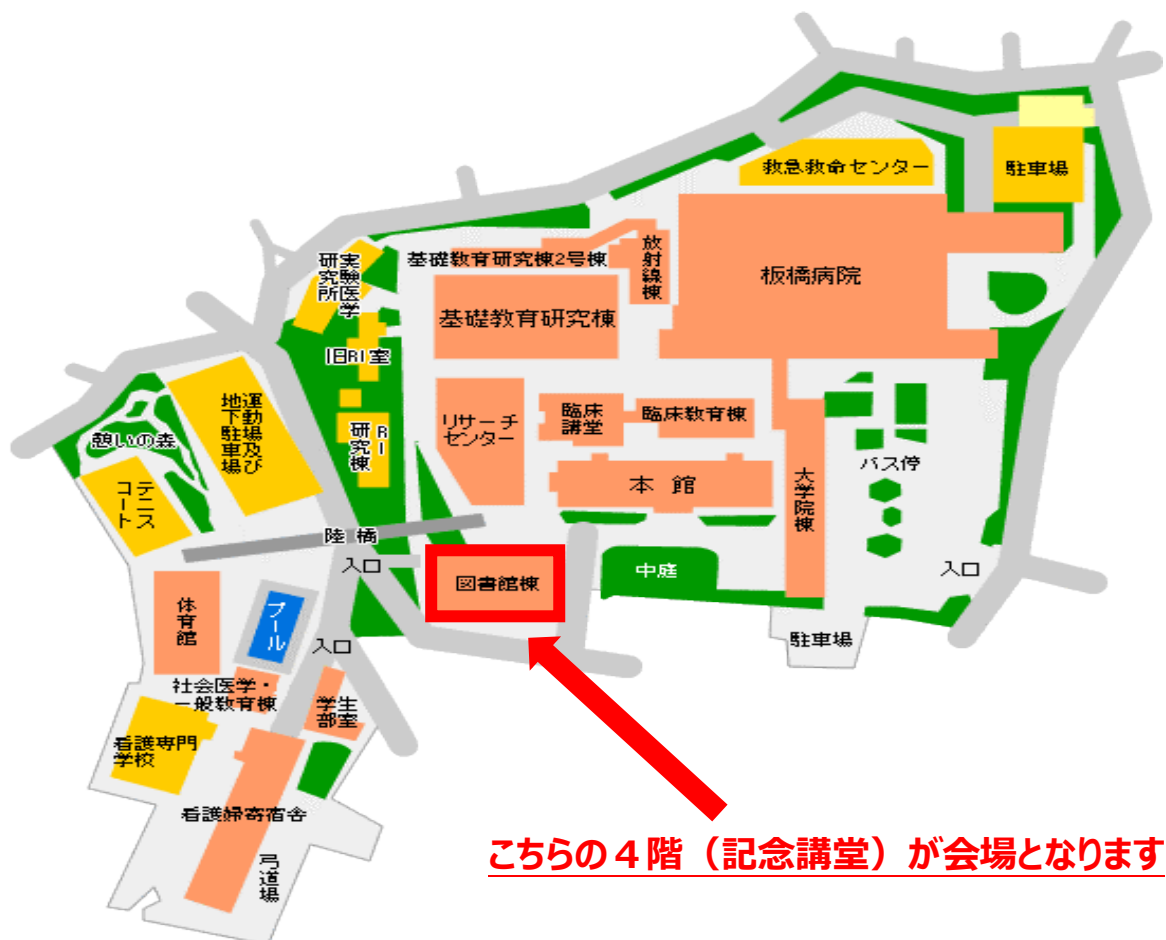 救急救命センター
駐車場
基礎教育研究棟2号棟
放射線棟
板橋病院
実験医学
研究所
基礎教育研究棟
旧RI室
運動場及び
地下駐車場
憩いの森
RI
研究棟
リサーチ
センター
臨床
講堂
臨床教育棟
バス停
テニス
コート
本館
大学院棟
陸橋
入口
図書館棟
中庭
入口
体育館
プール
入口
駐車場
社会医学・
一般教育棟
学生
部室
看護専門
学校
看護婦寄宿舎
弓道場
こちらの４階（記念講堂）が会場となります